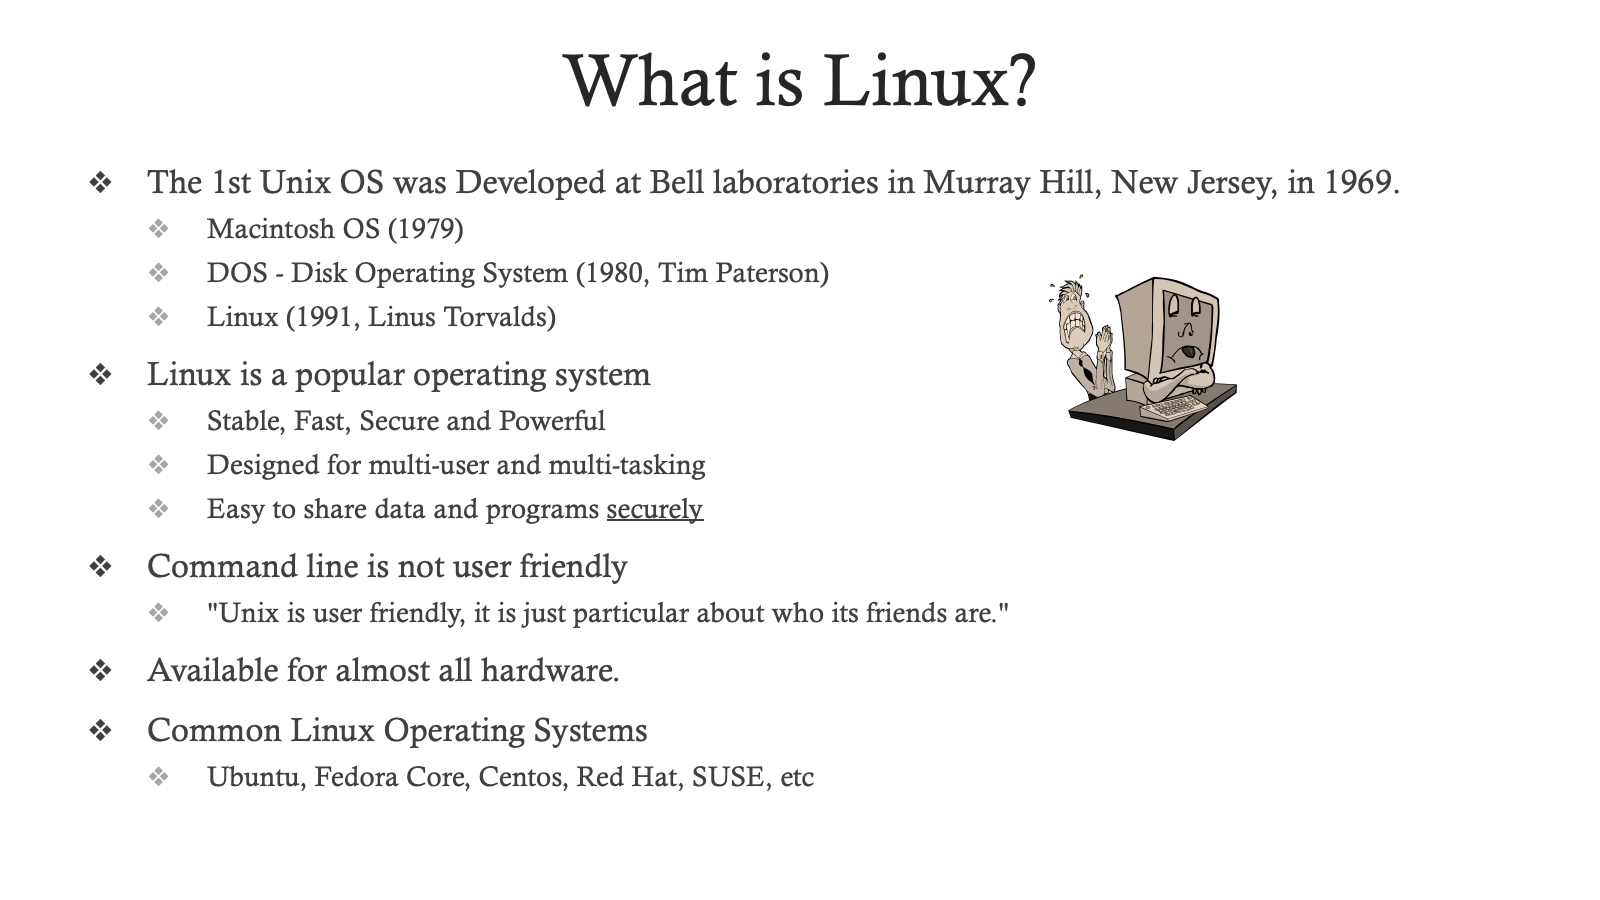 What is Linux?
The 1st Unix OS was Developed at Bell laboratories in Murray Hill, New Jersey, in 1969.
Macintosh OS (1979)
DOS - Disk Operating System (1980, Tim Paterson)
Linux (1991, Linus Torvalds)
Linux is a popular operating system
Stable, Fast, Secure and Powerful
Designed for multi-user and multi-tasking
Easy to share data and programs securely
Command line is not user friendly
"Unix is user friendly, it is just particular about who its friends are."
Available for almost all hardware.
Common Linux Operating Systems
Ubuntu, Fedora Core, Centos, Red Hat, SUSE, etc